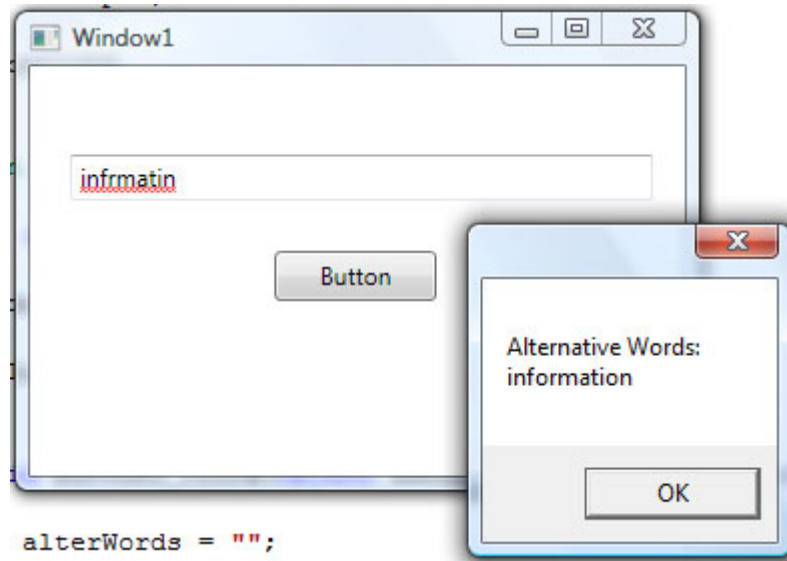 Window1
infrmatin
Button
Alternative Words:
information
OK
alterWords = "";